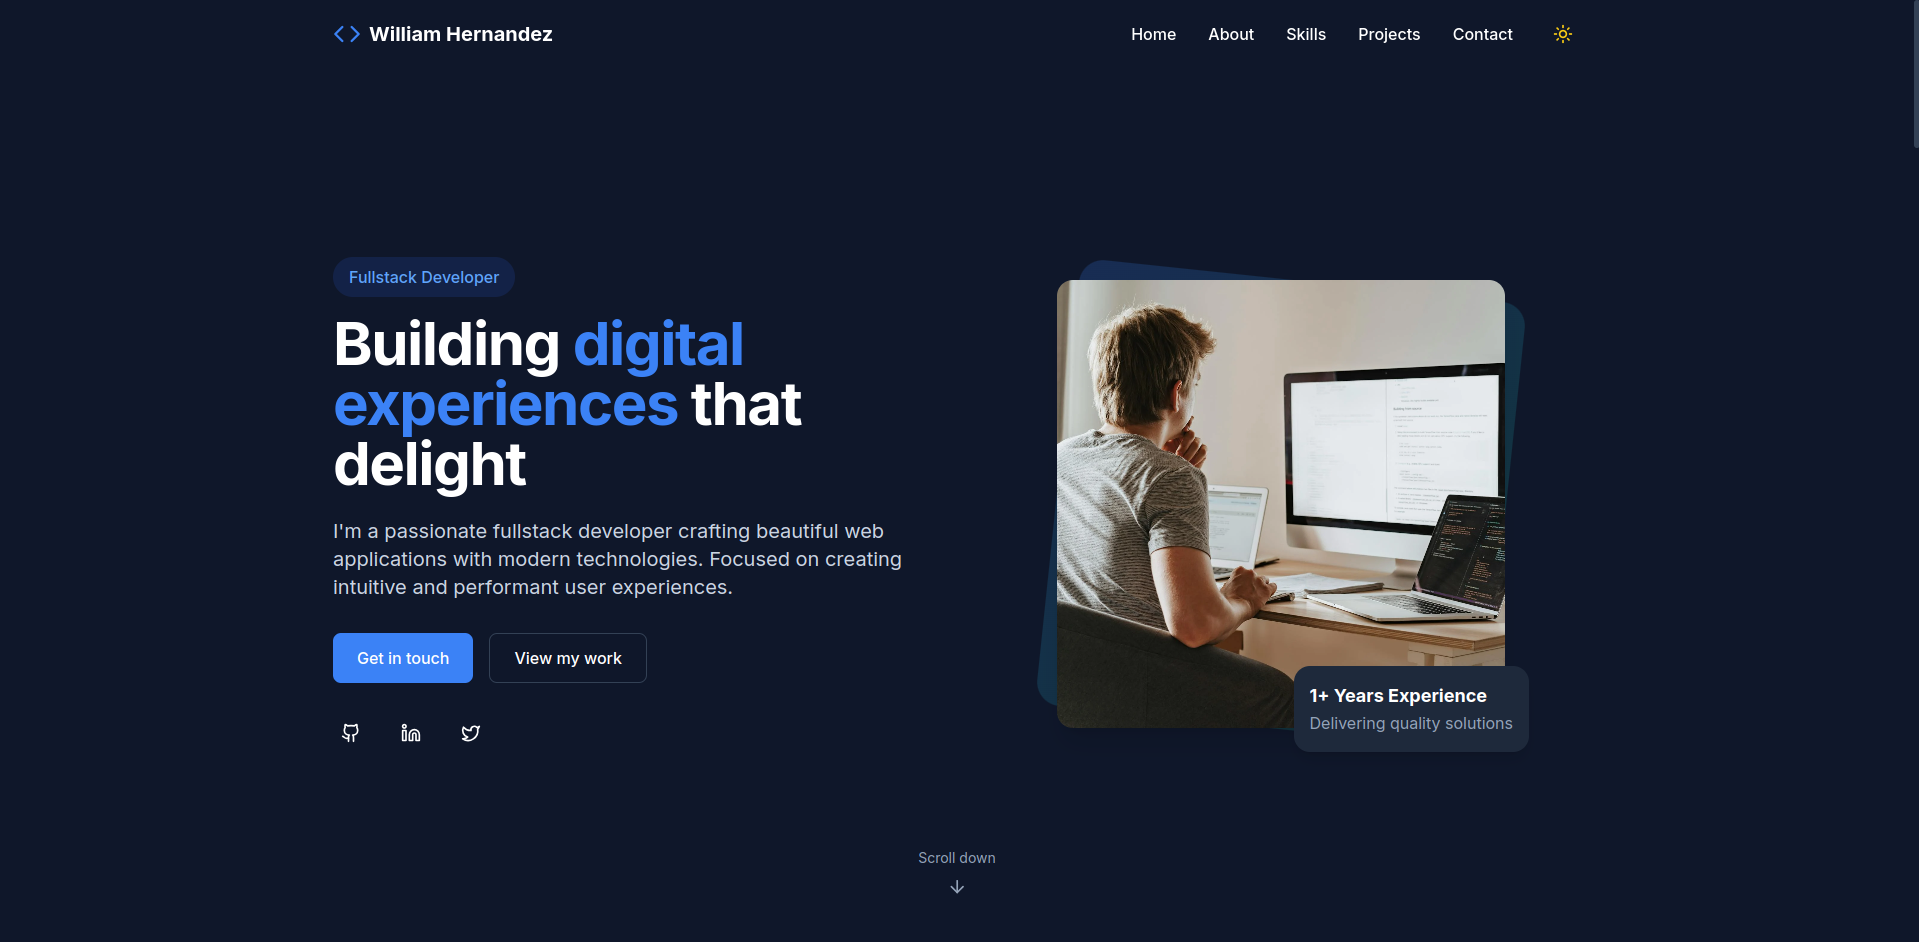 William Hernandez
Home About Skills Projects Contact
Fullstack Developer
Building digital
experiences that
delight
I'm a passionate fullstack developer crafting beautiful web
applications with modern technologies. Focused on creating
intuitive and performant user experiences.
Get in touch View my work
1+ Years Experience
Delivering quality solutions
Scroll down